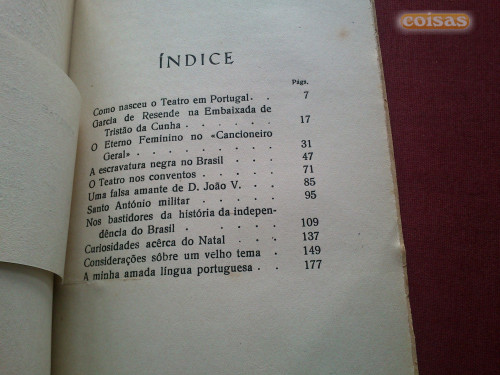 coisas
ÍNDICE
Págs.
Como nasceu o Teatro em Portugal . . 7
Garcia de Resende na Embaixada de
Tristão da Cunha . . . . . . 17
O Eterno Feminino no «Cancioneiro
Geral» . . . . . . . . 31
A escravatura negra no Brasil . . . 47
O Teatro nos conventos . . . . 71
Uma falsa amante de D. João V. . . 85
Santo António militar . . . . . 95
Nos bastidores da história da indepen-
dência do Brasil . . . . . . 109
Curiosidades acêrca do Natal . . . 137
Considerações sôbre um velho tema . . 149
A minha amada língua portuguesa . . 177